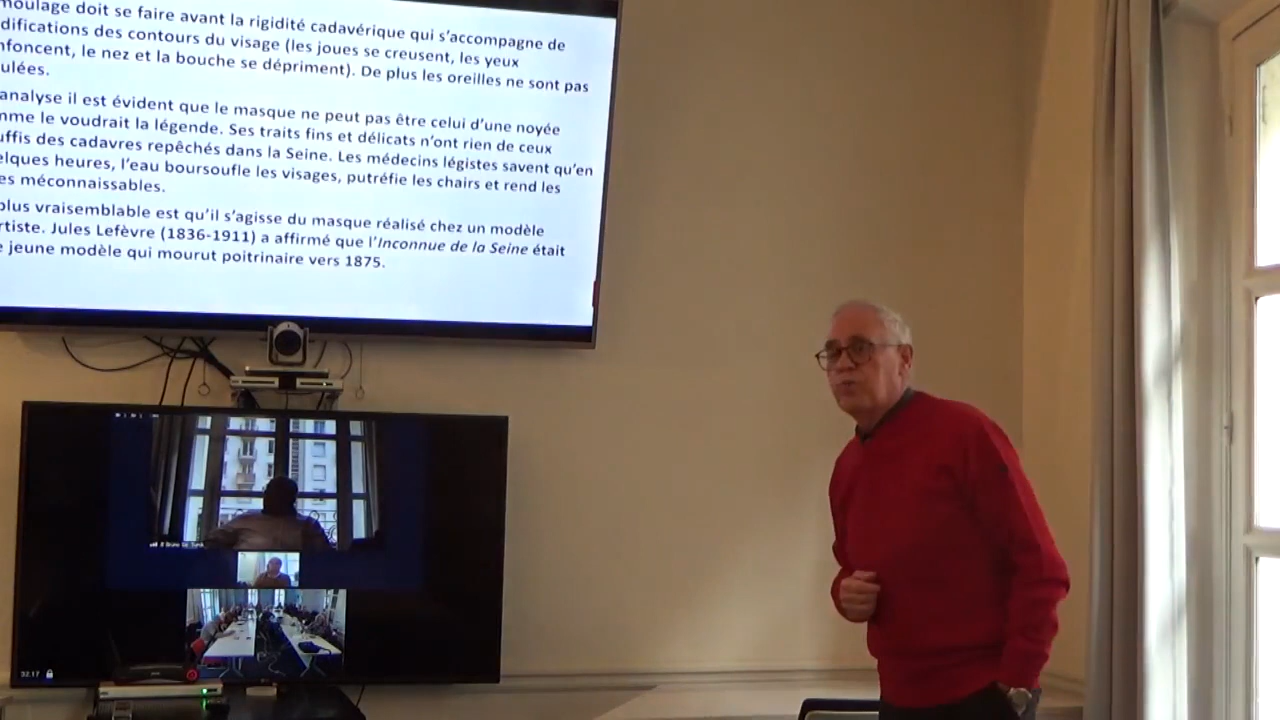 moulage doit se faire avant la rigidité cadavérique qui s'accompagne de
difications des contours du visage (les joues se creusent, les yeux
nfoncent, le nez et la bouche se dépriment). De plus les oreilles ne sont pas
ulées.
analyse il est évident que le masque ne peut pas être celui d'une noyée
mme le voudrait la légende. Ses traits fins et délicats n'ont rien de ceux
uffis des cadavres repêchés dans la Seine. Les médecins légistes savent qu'en
elques heures, l'eau boursoufle les visages, putréfie les chairs et rend les
es méconnaissables.
plus vraisemblable est qu'il s'agisse du masque réalisé chez un modèle
rtiste. Jules Lefèvre (1836-1911) a affirmé que l'Inconnue de la Seine était
e jeune modèle qui mourut poitrinaire vers 1875.
32:17